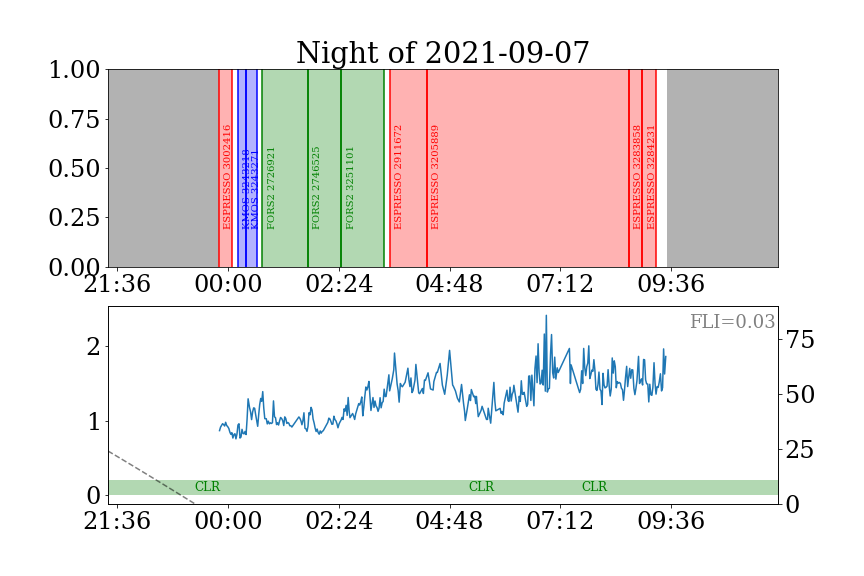 Night of 2021-09-07
1.00
0.75
0.50
0.25
0.00
ESPRESSO 3002416
KMOS 3243218
KMOS 3243271
FORS2 2726921
FORS2 2746525
FORS2 3251101
ESPRESSO 2911672
ESPRESSO 3205889
ESPRESSO 3283858
ESPRESSO 3284231
21:36 00:00 02:24 04:48 07:12 09:36
FLI=0.03
2
1
0
75
50
25
0
CLR CLR CLR
21:36 00:00 02:24 04:48 07:12 09:36